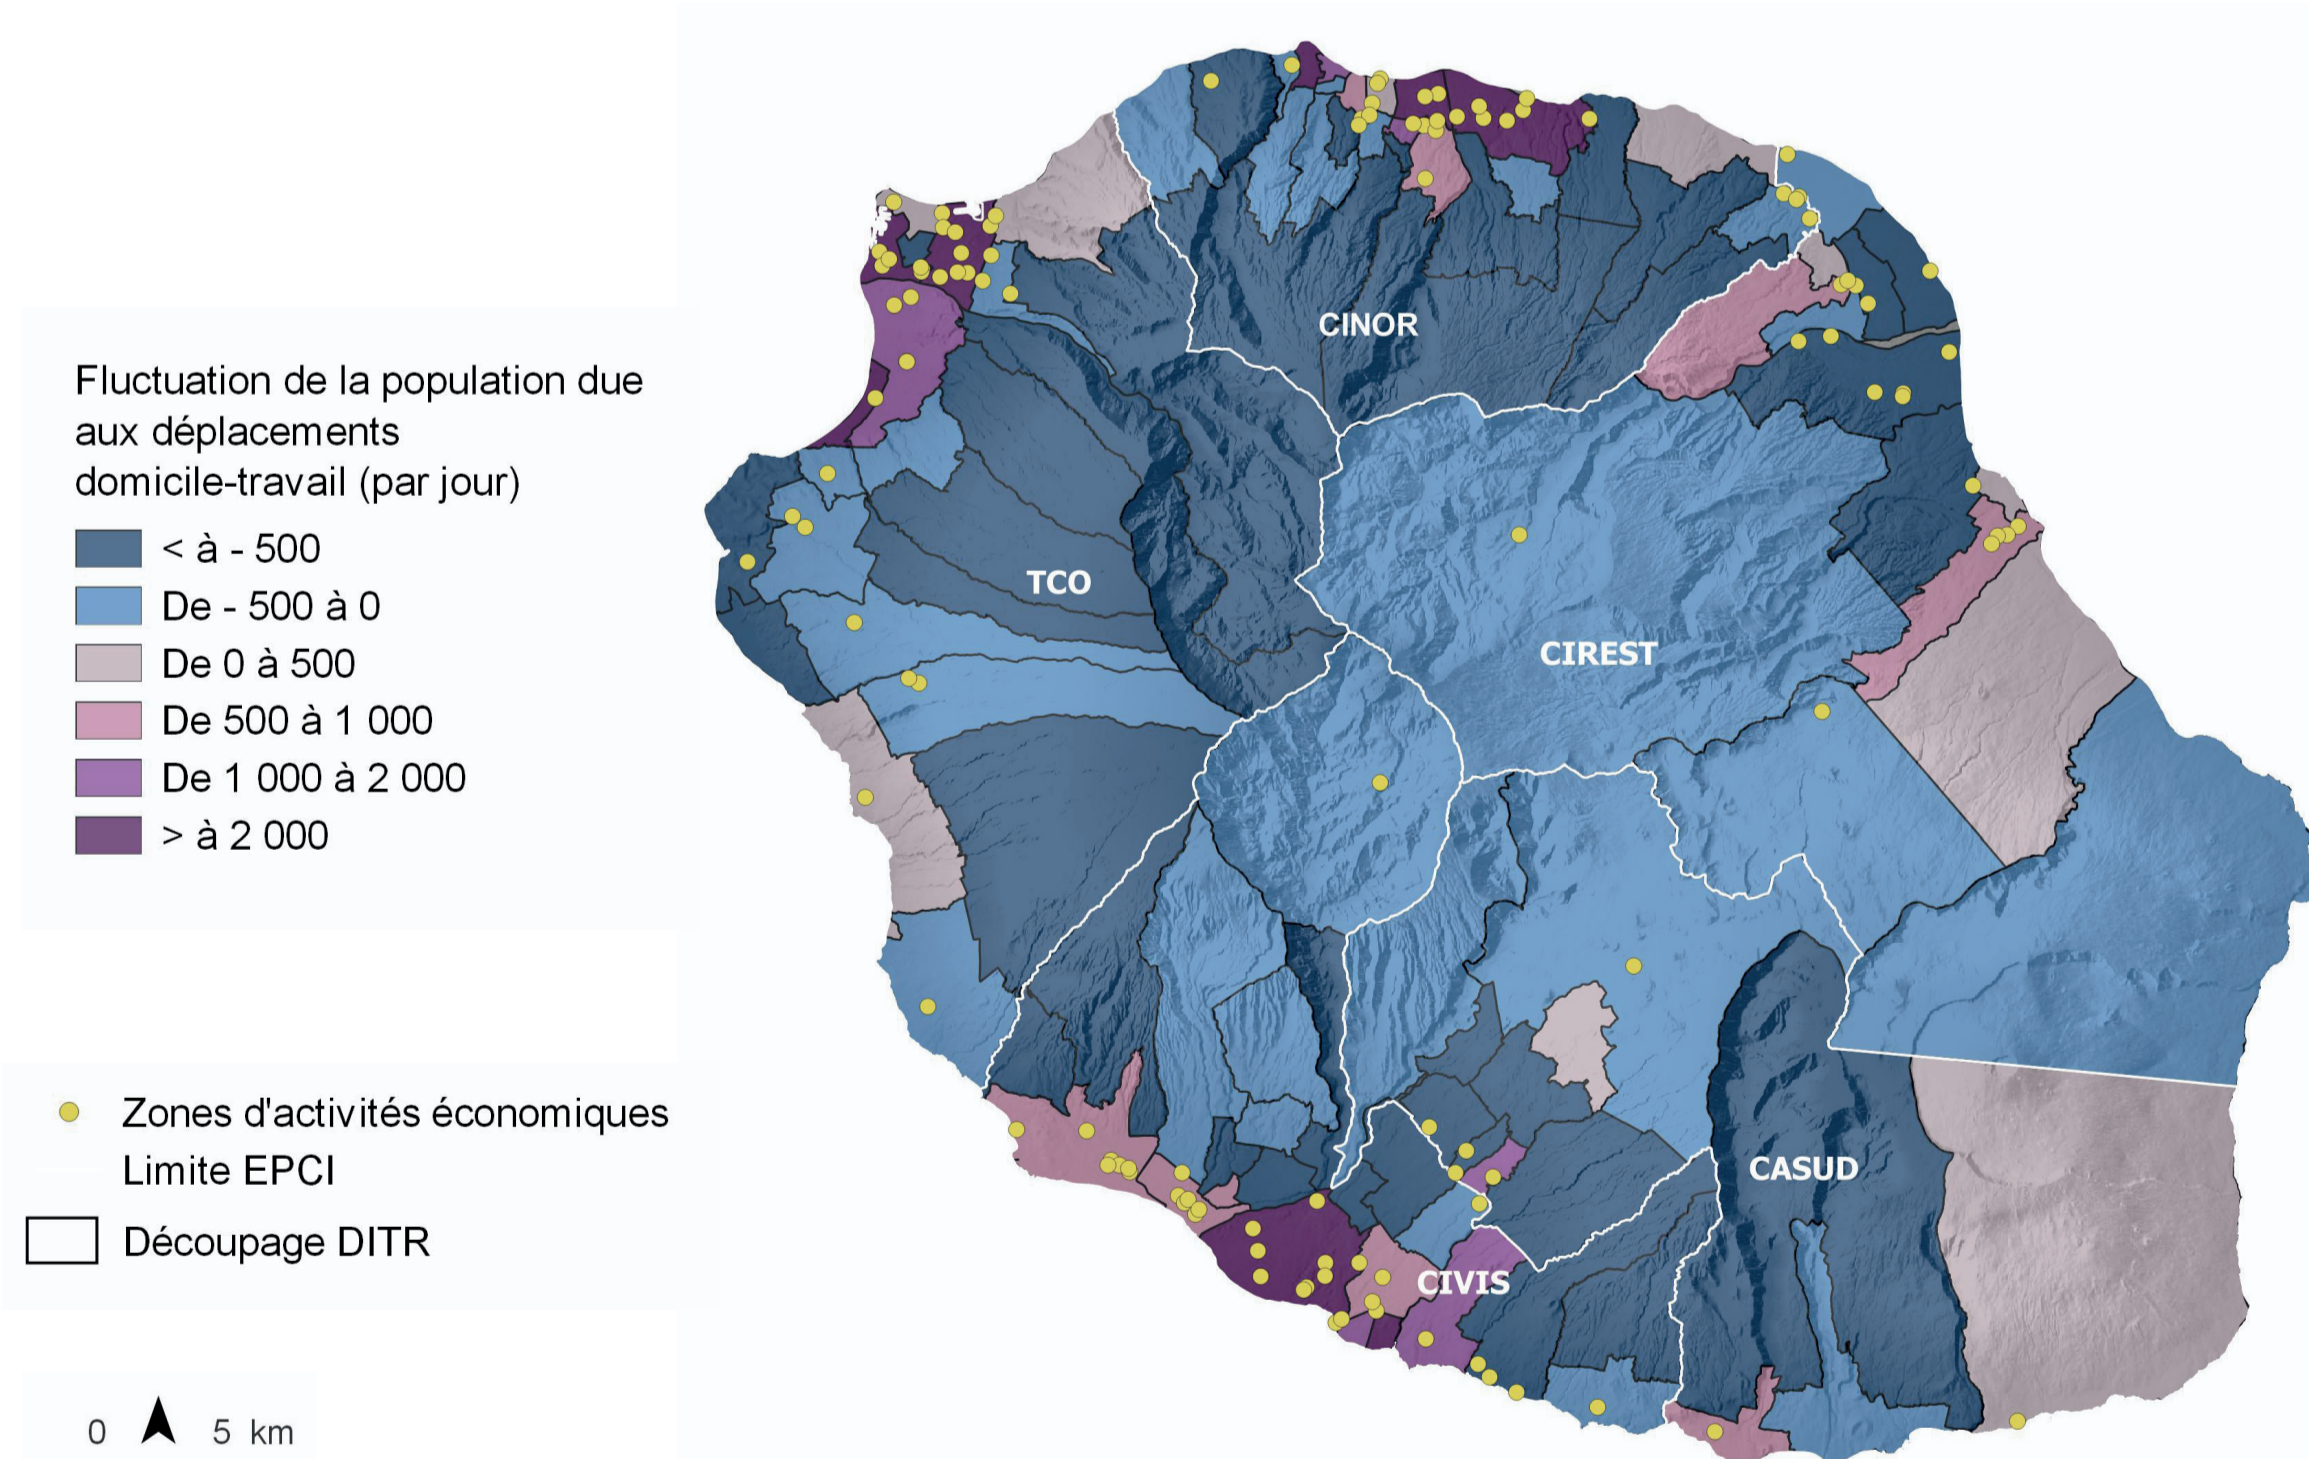 Fluctuation de la population due
aux déplacements
domicile-travail (par jour)
< à - 500
De - 500 à 0
De 0 à 500
De 500 à 1 000
De 1 000 à 2 000
> à 2 000
Zones d'activités économiques
Limite EPCI
Découpage DITR
0 5 km
CINOR
TCO
CIREST
CASUD
CIVIS